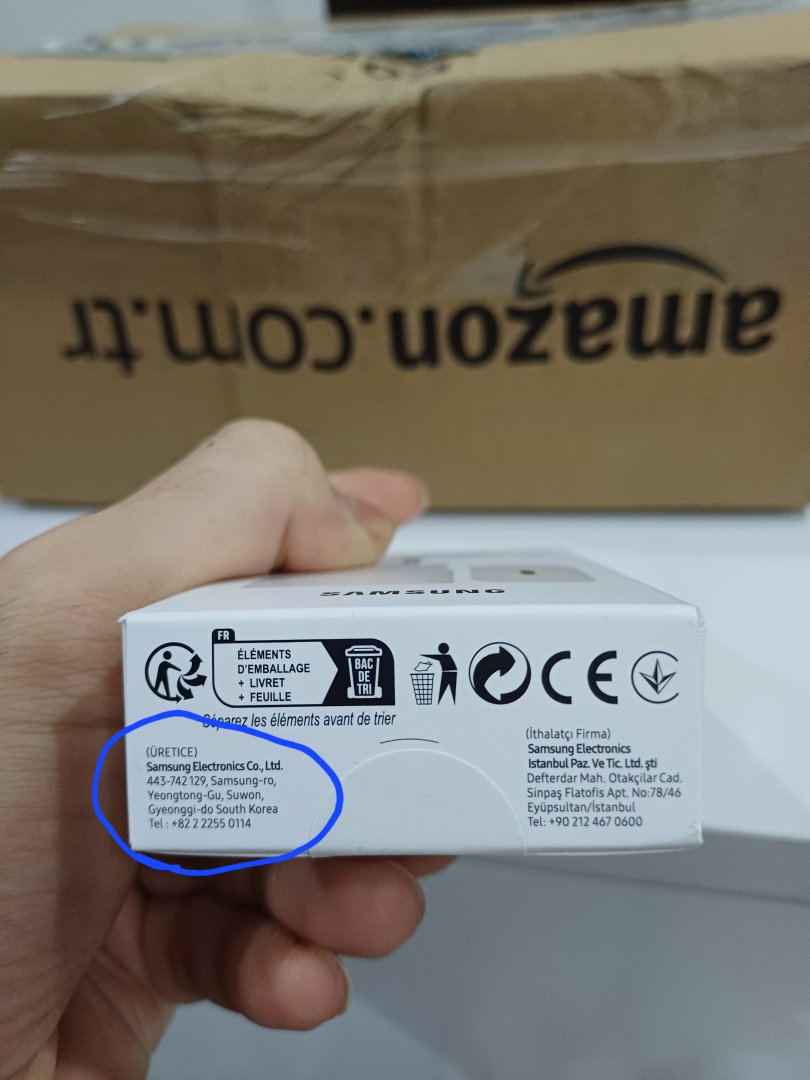 amazon.com.tr
SAMSUNG
FR
ÉLÉMENTS
D'EMBALLAGE
+ LIVRET
+ FEUILLE
BAC
DE
TRI
Séparez les éléments avant de trier
CE
(ÜRETICE)
Samsung Electronics Co., Ltd.
443-742 129, Samsung-ro,
Yeongtong-Gu, Suwon,
Gyeonggi-do South Korea
Tel : +82 2 2255 0114
(İthalatçı Firma)
Samsung Electronics
Istanbul Paz. Ve Tic. Ltd. şti
Defterdar Mah. Otakçilar Cad.
Sinpaş Flatofis Apt. No:78/46
Eyüpsultan/İstanbul
Tel: +90 212 467 0600